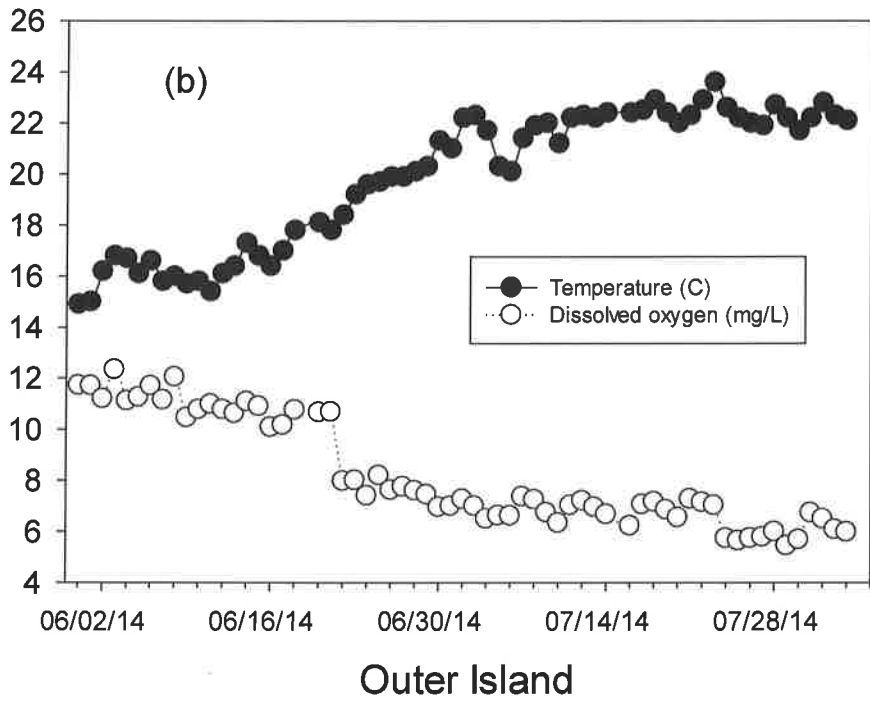 26
24
(b)
22
20
18
16
Temperature (C)
Dissolved oxygen (mg/L)
14
12
10
8
6
4
06/02/14 06/16/14 06/30/14 07/14/14 07/28/14
Outer Island